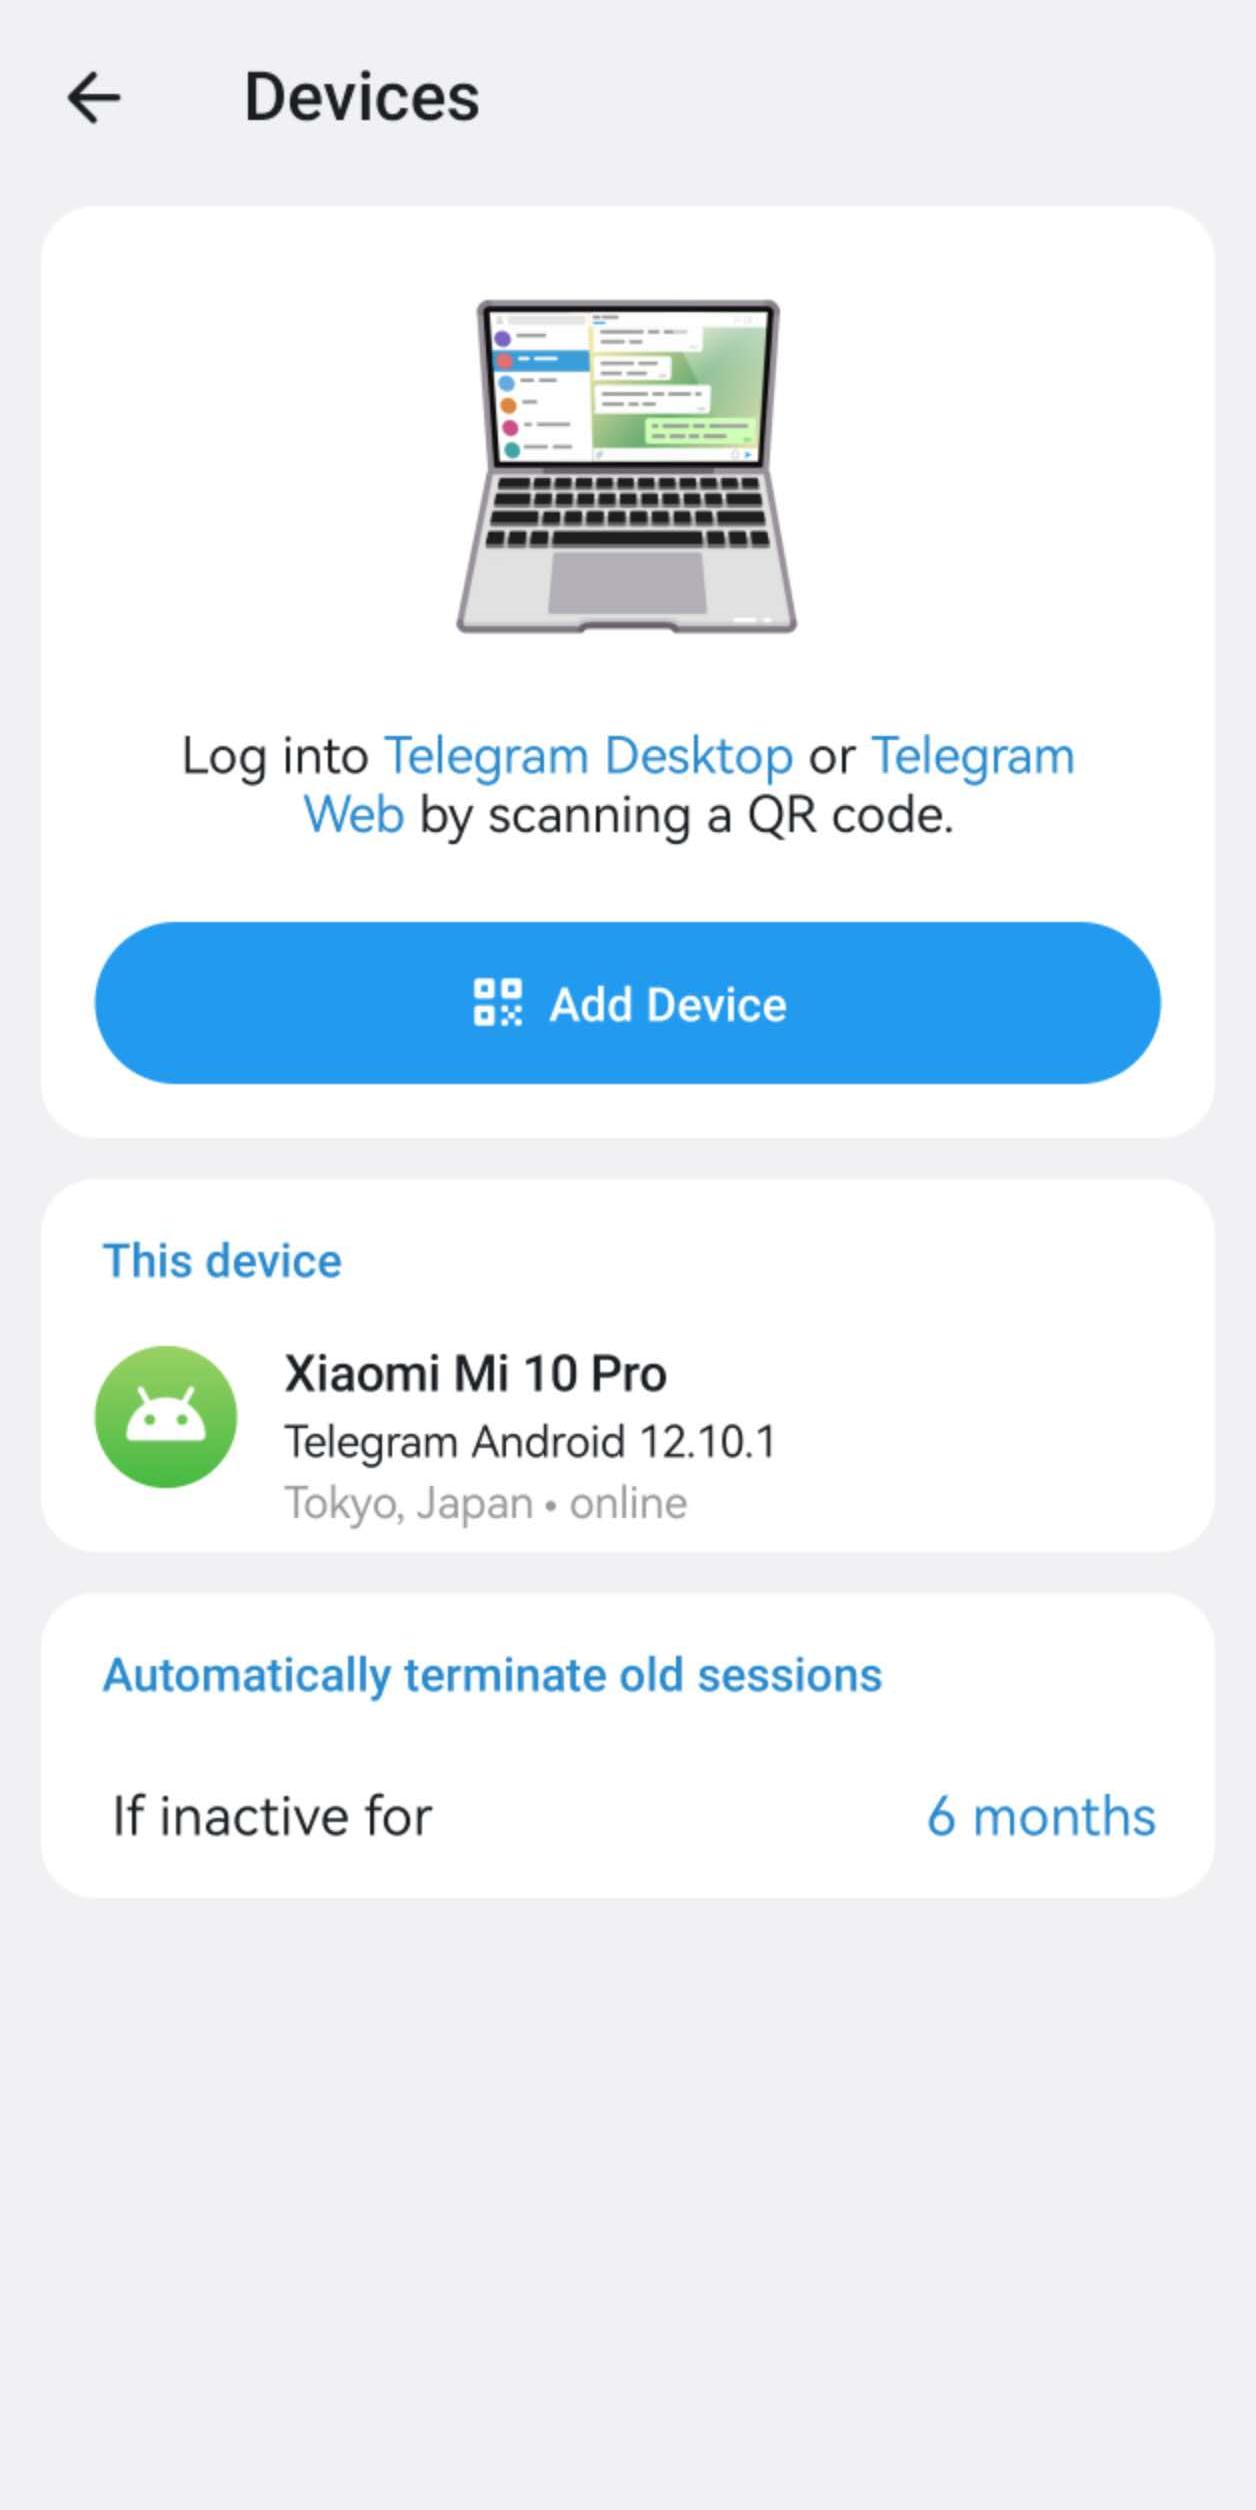 Devices
Log into Telegram Desktop or Telegram
Web by scanning a QR code.
Add Device
This device
Xiaomi Mi 10 Pro
Telegram Android 12.10.1
Tokyo, Japan • online
Automatically terminate old sessions
If inactive for
6 months